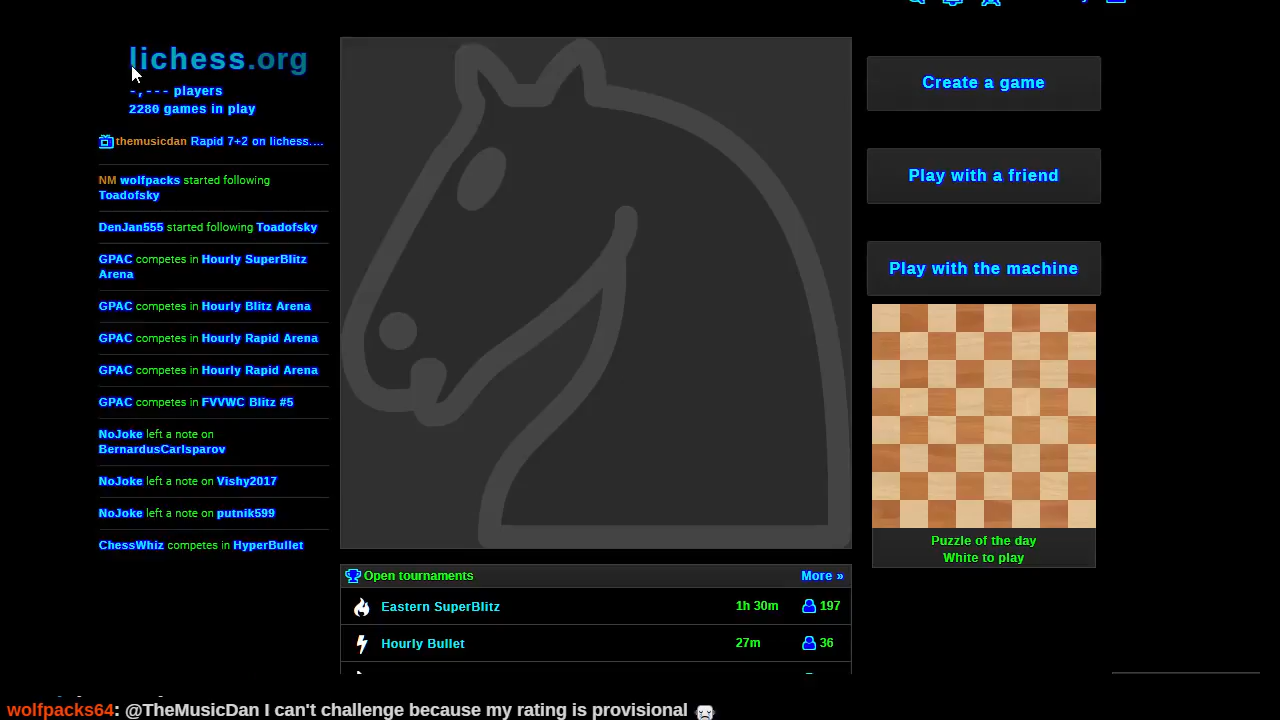 lichess.org
-,--- players
2280 games in play
themusicdan Rapid 7+2 on lichess....
NM wolfpacks started following
Toadofsky
DenJan555 started following Toadofsky
GPAC competes in Hourly SuperBlitz
Arena
GPAC competes in Hourly Blitz Arena
GPAC competes in Hourly Rapid Arena
GPAC competes in Hourly Rapid Arena
GPAC competes in FVVWC Blitz #5
NoJoke left a note on
BernardusCarlsparov
NoJoke left a note on Vishy2017
NoJoke left a note on putnik599
ChessWhiz competes in HyperBullet
Open tournaments More »
Eastern SuperBlitz 1h 30m 197
Hourly Bullet 27m 36
Create a game
Play with a friend
Play with the machine
Puzzle of the day
White to play
wolfpacks64: @TheMusicDan I can't challenge because my rating is provisional